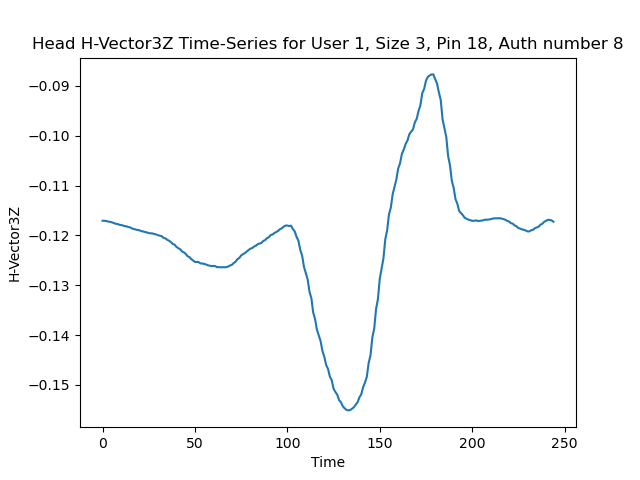 Head H-Vector3Z Time-Series for User 1, Size 3, Pin 18, Auth number 8
−0.09
−0.10
−0.11
−0.12
−0.13
−0.14
−0.15
H-Vector3Z
0 50 100 150 200 250
Time